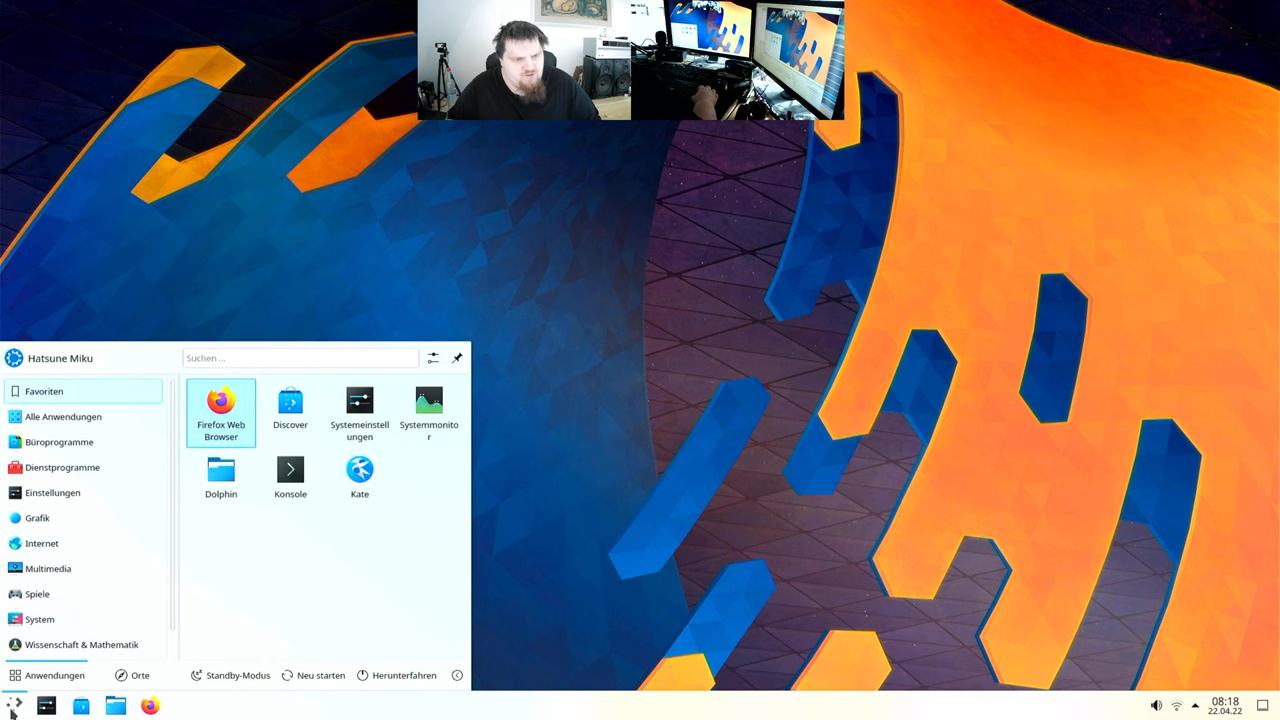 Hatsune Miku
Suchen ...
Favoriten
Alle Anwendungen
Büroprogramme
Dienstprogramme
Einstellungen
Grafik
Internet
Multimedia
Spiele
System
Wissenschaft & Mathematik
Firefox Web
Browser
Discover
Systemeinstell
ungen
Systemmonito
r
Dolphin
Konsole
Kate
Anwendungen
Orte
Standby-Modus
Neu starten
Herunterfahren
08:18
22.04.22